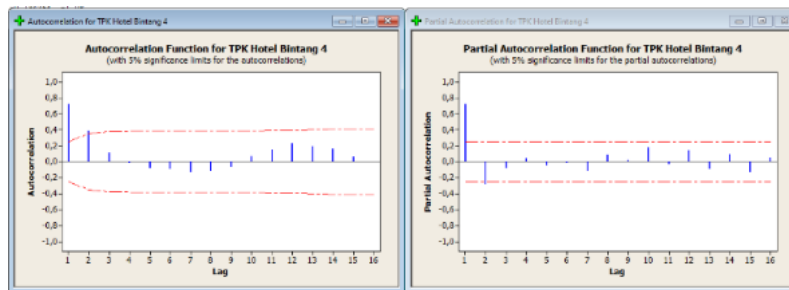 Autocorrelation Function for TPK Hotel Bintang 4
Autocorrelation Function for TPK Hotel Bintang 4
(with 5% significance limits for the autocorrelations)
1,0
0,8
0,6
0,4
0,2
0,0
-0,2
-0,4
-0,6
-0,8
-1,0
Autocorrelation
1 2 3 4 5 6 7 8 9 10 11 12 13 14 15 16
Lag
Partial Autocorrelation Function for TPK Hotel Bintang 4
Partial Autocorrelation Function for TPK Hotel Bintang 4
(with 5% significance limits for the partial autocorrelations)
1,0
0,8
0,6
0,4
0,2
0,0
-0,2
-0,4
-0,6
-0,8
-1,0
Partial Autocorrelation
1 2 3 4 5 6 7 8 9 10 11 12 13 14 15 16
Lag